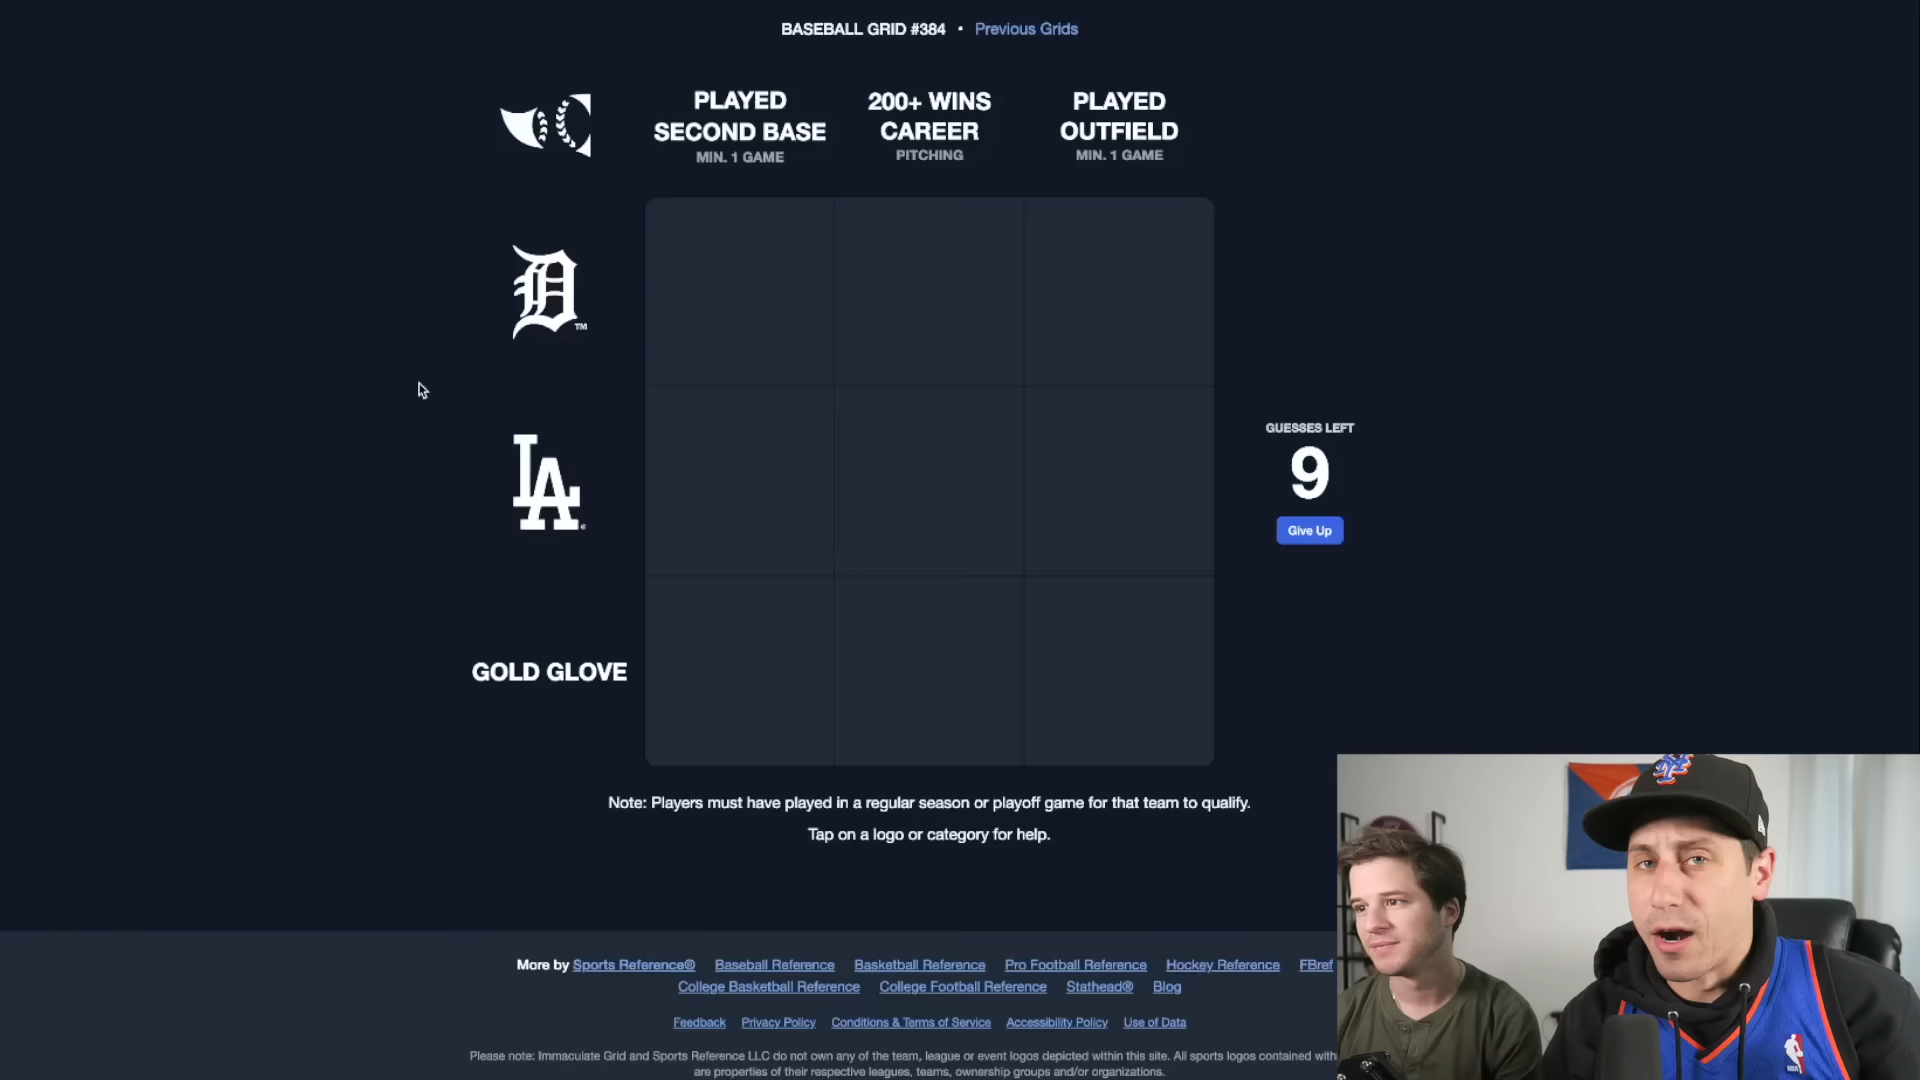 BASEBALL GRID #384 • Previous Grids
PLAYED
SECOND BASE
MIN. 1 GAME
200+ WINS
CAREER
PITCHING
PLAYED
OUTFIELD
MIN. 1 GAME
D
TM
LA
GUESSES LEFT
9
Give Up
GOLD GLOVE
Note: Players must have played in a regular season or playoff game for that team to qualify.
Tap on a logo or category for help.
More by Sports Reference® Baseball Reference Basketball Reference Pro Football Reference Hockey Reference FBref
College Basketball Reference College Football Reference Stathead® Blog
Feedback Privacy Policy Conditions & Terms of Service Accessibility Policy Use of Data
Please note: Immaculate Grid and Sports Reference LLC do not own any of the team, league or event logos depicted within this site. All sports logos contained with
are properties of their respective leagues, teams, ownership groups and/or organizations.
NY
NBA